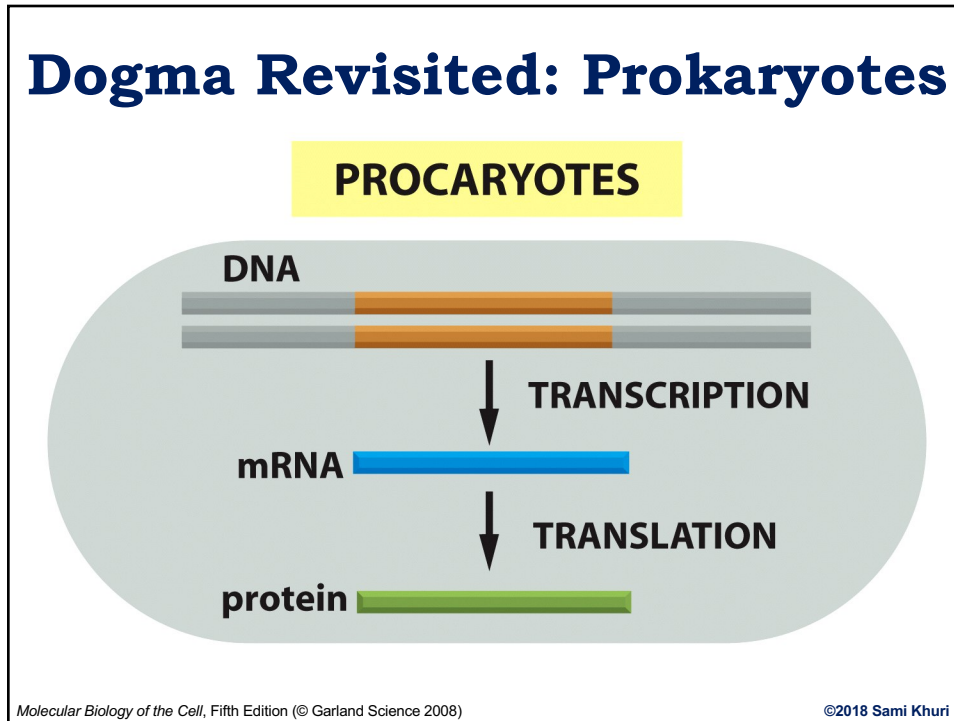 Dogma Revisited: Prokaryotes
PROCARYOTES
DNA
TRANSCRIPTION
mRNA
TRANSLATION
protein
Molecular Biology of the Cell, Fifth Edition (© Garland Science 2008)
©2018 Sami Khuri